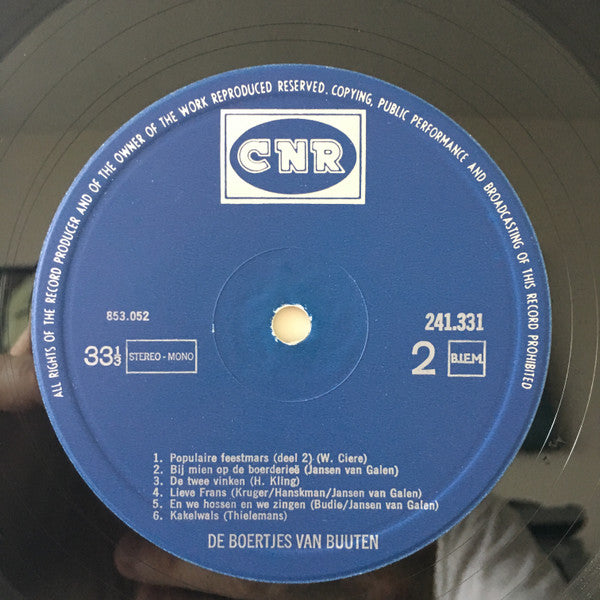 ALL RIGHTS OF THE RECORD PRODUCER AND OF THE OWNER OF THE WORK REPRODUCED RESERVED. COPYING, PUBLIC PERFORMANCE AND BROADCASTING OF THIS RECORD PROHIBITED
CNR
853.052
241.331
33⅓ STEREO - MONO
2 B.I.E.M.
1. Populaire feestmars (deel 2) (W. Ciere)
2. Bij mien op de boerderieë (Jansen van Galen)
3. De twee vinken (H. Kling)
4. Lieve Frans (Kruger/Hanskman/Jansen van Galen)
5. En we hossen en we zingen (Budie/Jansen van Galen)
6. Kakelwals (Thielemans)
DE BOERTJES VAN BUUTEN